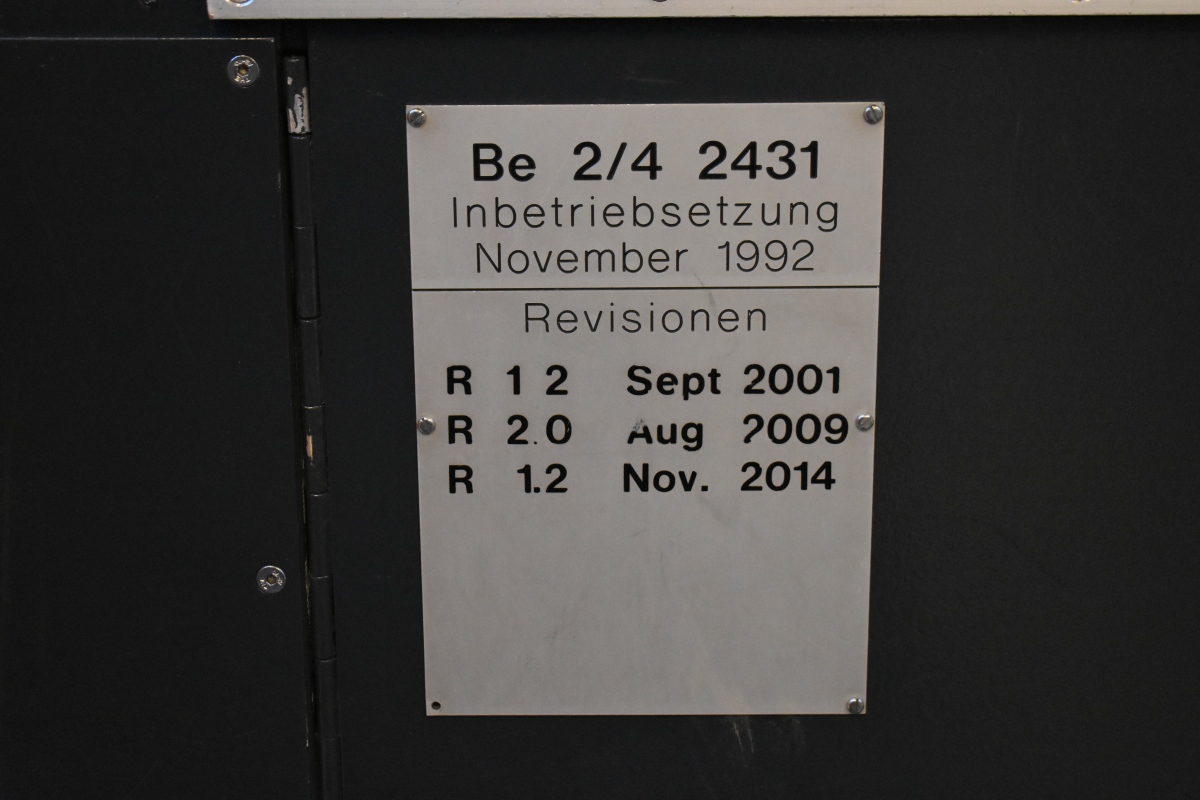 Be 2/4 2431
Inbetriebsetzung
November 1992
Revisionen
R 1 2 Sept 2001
R 2.0 Aug 2009
R 1.2 Nov. 2014